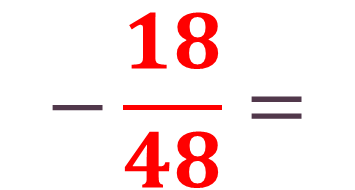 − 18/48 =